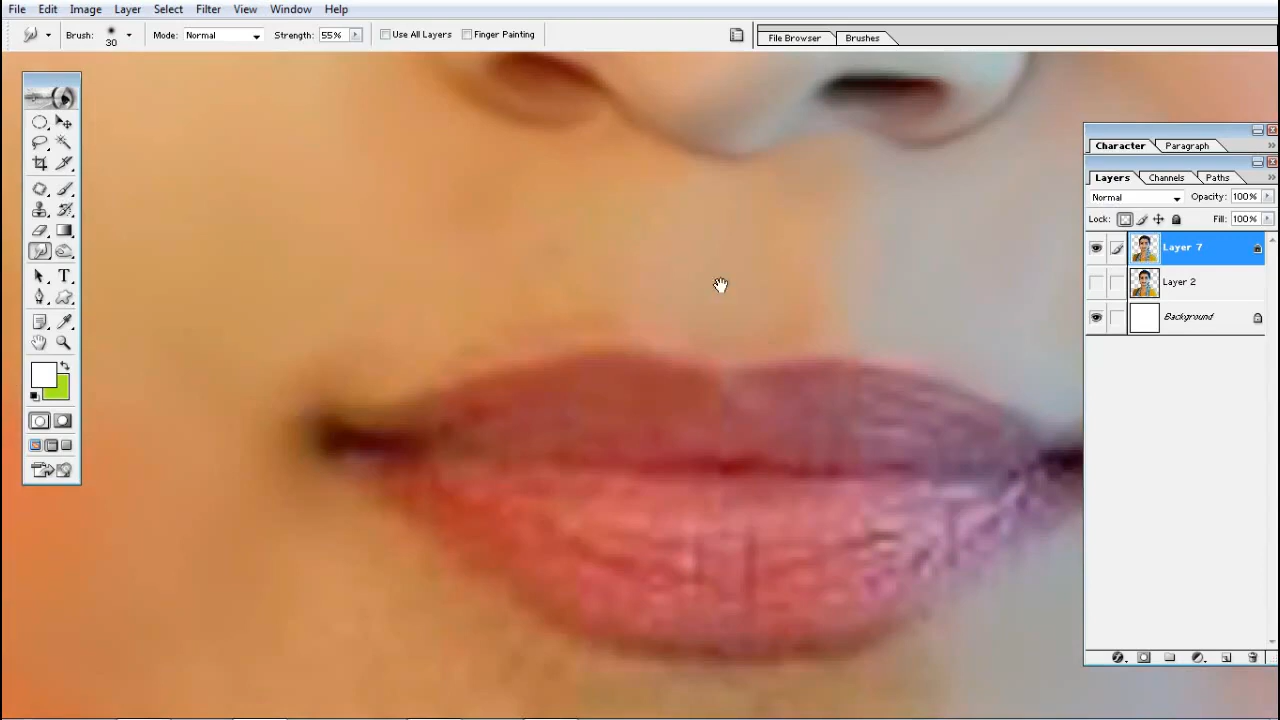 File Edit Image Layer Select Filter View Window Help
Brush: 30 Mode: Normal Strength: 55% Use All Layers Finger Painting File Browser Brushes
Character Paragraph
Layers Channels Paths
Normal Opacity: 100%
Lock: Fill: 100%
Layer 7
Layer 2
Background
T